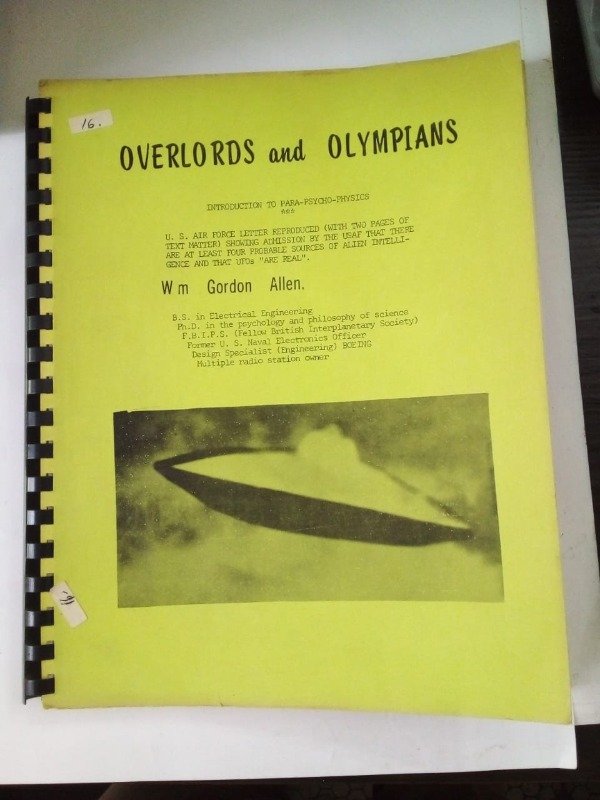 16.
OVERLORDS and OLYMPIANS
INTRODUCTION TO PARA-PSYCHO-PHYSICS
***
U. S. AIR FORCE LETTER REPRODUCED (WITH TWO PAGES OF
TEXT MATTER) SHOWING ADMISSION BY THE USAF THAT THERE
ARE AT LEAST FOUR PROBABLE SOURCES OF ALIEN INTELLI-
GENCE AND THAT UFOs "ARE REAL".
Wm Gordon Allen.
B.S. in Electrical Engineering
Ph.D. in the psychology and philosophy of science
F.B.I.P.S. (Fellow British Interplanetary Society)
Former U. S. Naval Electronics Officer
Design Specialist (Engineering) BOEING
Multiple radio station owner